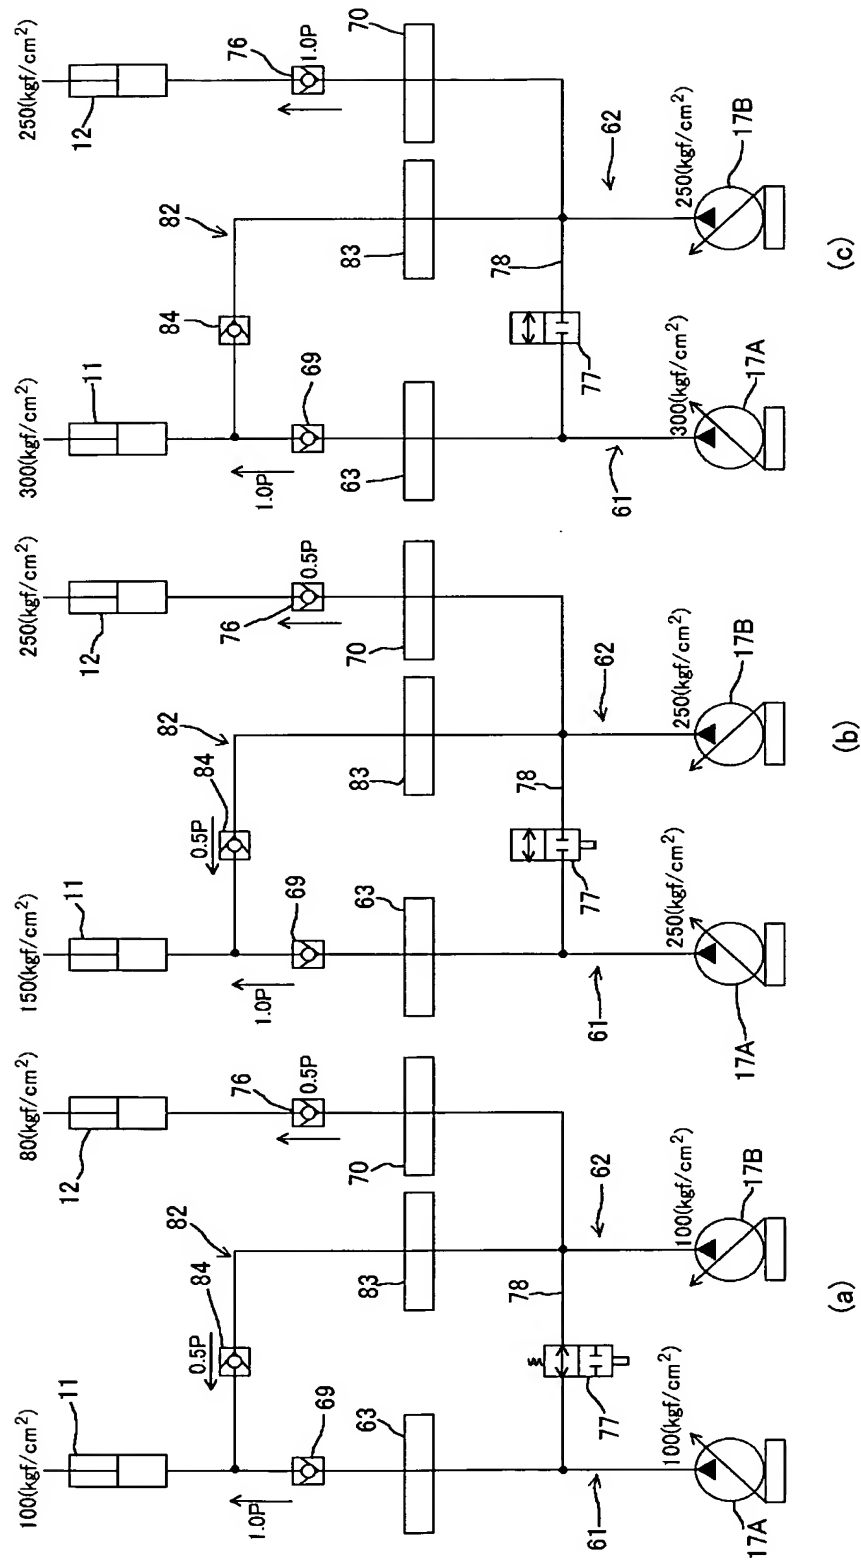 100(kgf/cm²)
11
80(kgf/cm²)
12
82
84
0.5P
76
0.5P
69
1.0P
63
83
70
78
77
62
61
100(kgf/cm²)
17A
100(kgf/cm²)
17B
(a)
150(kgf/cm²)
11
250(kgf/cm²)
12
82
84
0.5P
76
0.5P
69
1.0P
63
83
70
78
77
62
61
250(kgf/cm²)
17A
250(kgf/cm²)
17B
(b)
300(kgf/cm²)
11
250(kgf/cm²)
12
82
84
76
1.0P
69
1.0P
63
83
70
78
77
62
61
300(kgf/cm²)
17A
250(kgf/cm²)
17B
(c)